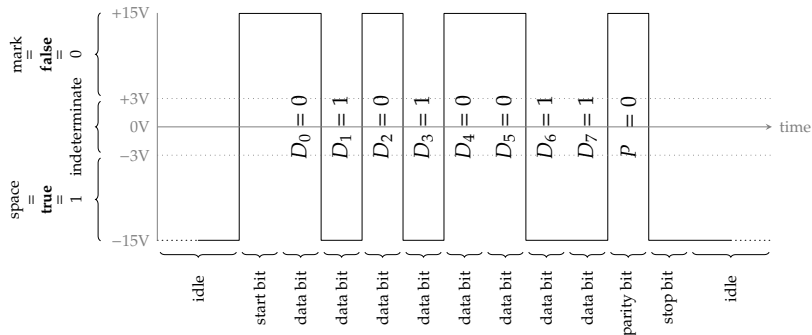 mark
=
false
=
0
indeterminate
space
=
true
=
1
+15V
+3V
0V
−3V
−15V
D0 = 0
D1 = 1
D2 = 0
D3 = 1
D4 = 0
D5 = 0
D6 = 1
D7 = 1
P = 0
time
idle
start bit
data bit
data bit
data bit
data bit
data bit
data bit
data bit
data bit
parity bit
stop bit
idle